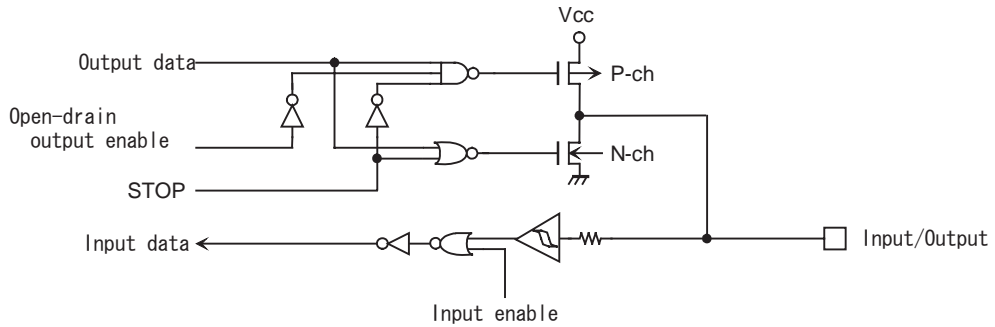 Vcc
Output data
P-ch
Open-drain
output enable
N-ch
STOP
Input data
Input/Output
Input enable